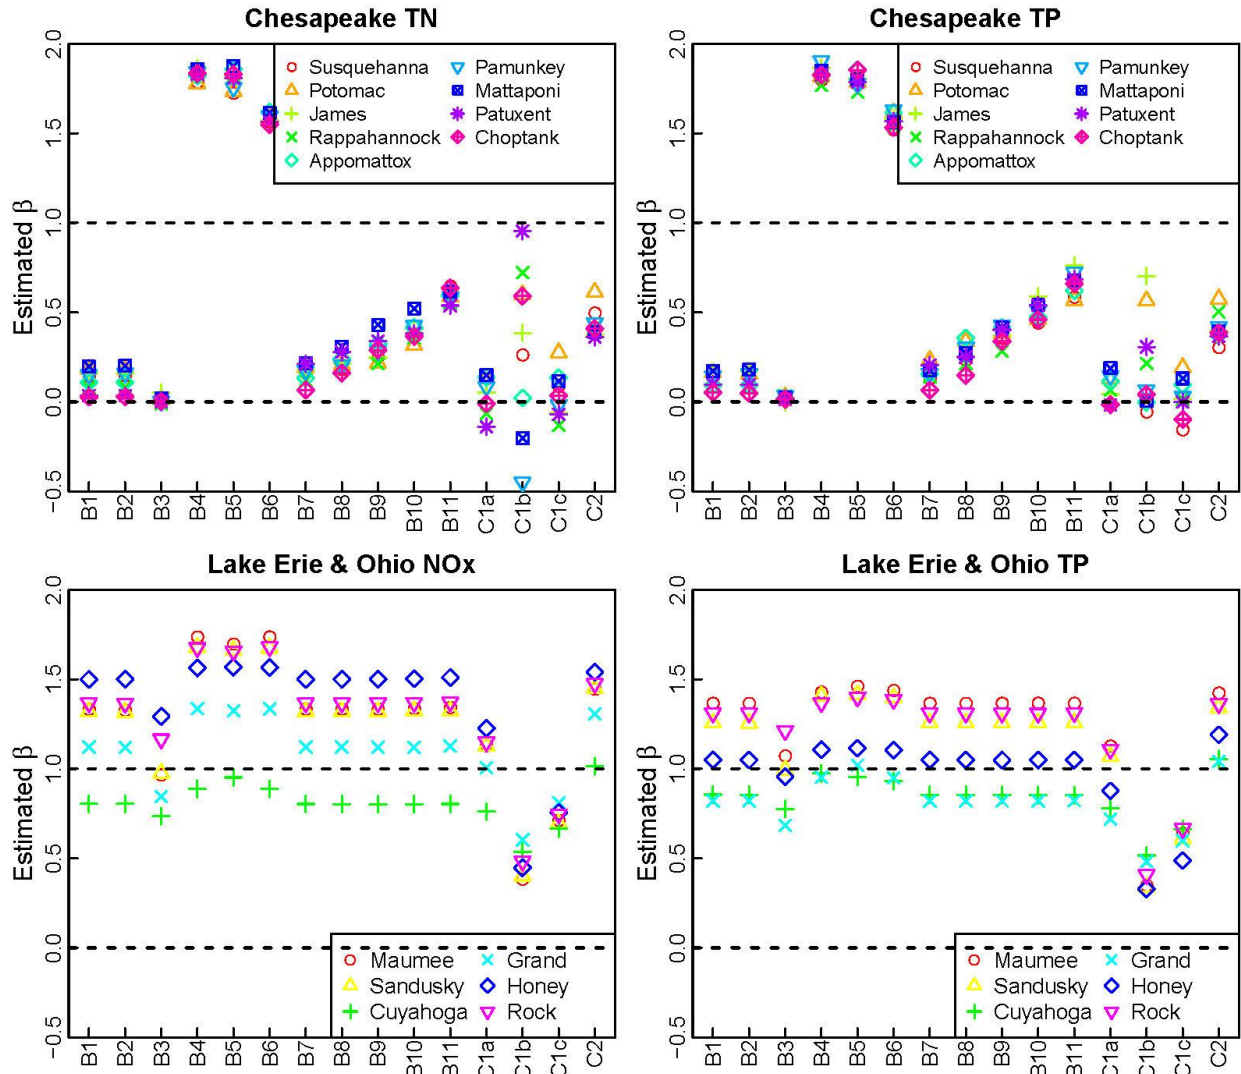 Chesapeake TN
Estimated β
2.0
1.5
1.0
0.5
0.0
−0.5
Susquehanna
Potomac
James
Rappahannock
Appomattox
Pamunkey
Mattaponi
Patuxent
Choptank
B1 B2 B3 B4 B5 B6 B7 B8 B9 B10 B11 C1a C1b C1c C2
Chesapeake TP
Estimated β
2.0
1.5
1.0
0.5
0.0
−0.5
Susquehanna
Potomac
James
Rappahannock
Appomattox
Pamunkey
Mattaponi
Patuxent
Choptank
B1 B2 B3 B4 B5 B6 B7 B8 B9 B10 B11 C1a C1b C1c C2
Lake Erie & Ohio NOx
Estimated β
2.0
1.5
1.0
0.5
0.0
−0.5
Maumee
Sandusky
Cuyahoga
Grand
Honey
Rock
B1 B2 B3 B4 B5 B6 B7 B8 B9 B10 B11 C1a C1b C1c C2
Lake Erie & Ohio TP
Estimated β
2.0
1.5
1.0
0.5
0.0
−0.5
Maumee
Sandusky
Cuyahoga
Grand
Honey
Rock
B1 B2 B3 B4 B5 B6 B7 B8 B9 B10 B11 C1a C1b C1c C2